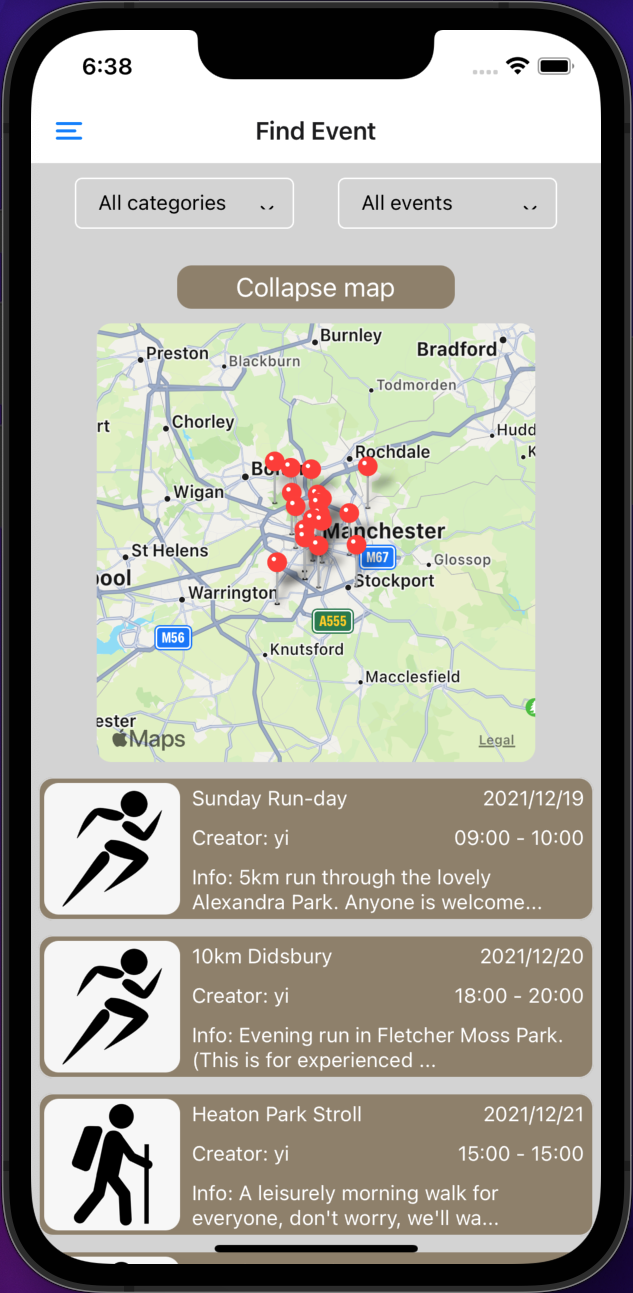 6:38
Find Event
All categories
All events
Collapse map
Burnley
Preston
Bradford
Blackburn
Todmorden
rt
Chorley
Hudd
Rochdale
Wigan
Manchester
St Helens
M67
Glossop
pool
Stockport
Warrington
A555
M56
Knutsford
Macclesfield
ester
Maps
Legal
Sunday Run-day 2021/12/19
Creator: yi 09:00 - 10:00
Info: 5km run through the lovely
Alexandra Park. Anyone is welcome...
10km Didsbury 2021/12/20
Creator: yi 18:00 - 20:00
Info: Evening run in Fletcher Moss Park.
(This is for experienced ...
Heaton Park Stroll 2021/12/21
Creator: yi 15:00 - 15:00
Info: A leisurely morning walk for
everyone, don't worry, we'll wa...